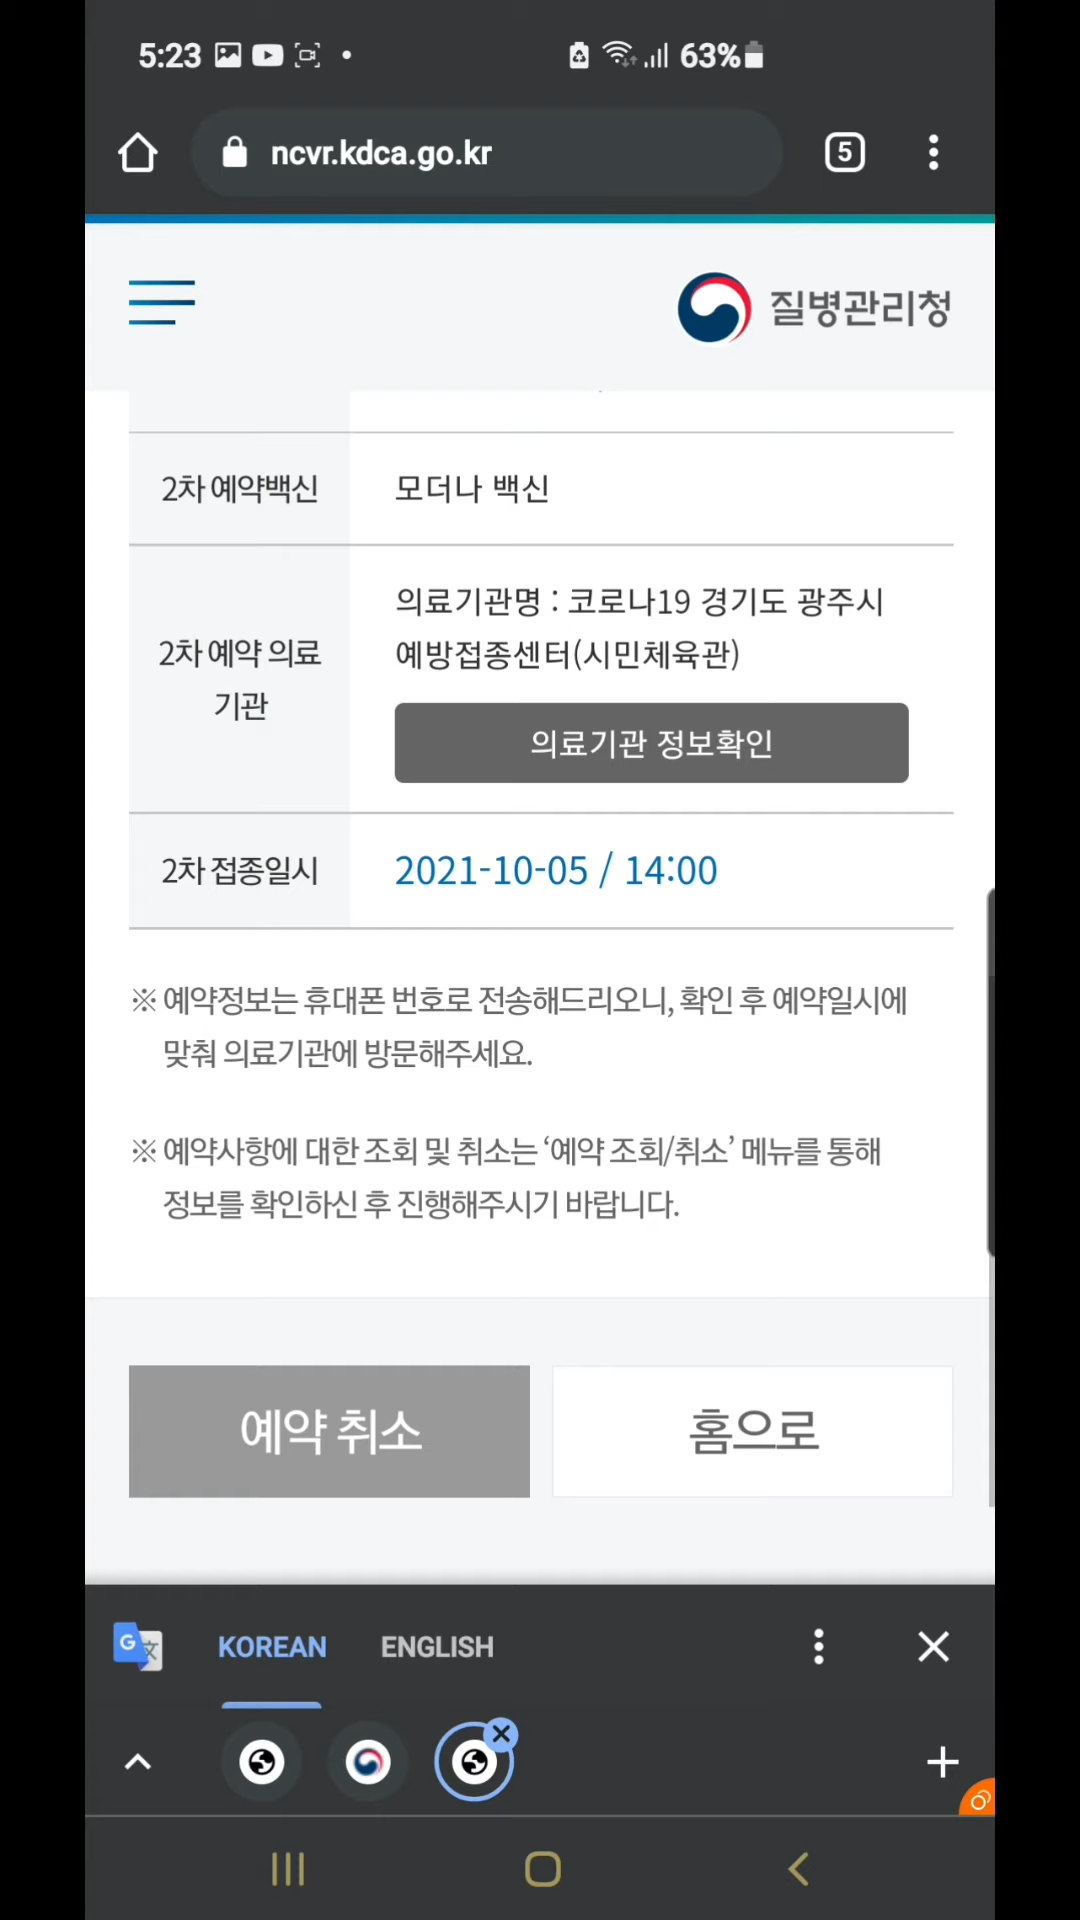 5:23
63%
ncvr.kdca.go.kr
5
질병관리청
2차 예약백신
모더나 백신
2차 예약 의료
기관
의료기관명 : 코로나19 경기도 광주시
예방접종센터(시민체육관)
의료기관 정보확인
2차 접종일시
2021-10-05 / 14:00
※ 예약정보는 휴대폰 번호로 전송해드리오니, 확인 후 예약일시에
맞춰 의료기관에 방문해주세요.
※ 예약사항에 대한 조회 및 취소는 ‘예약 조회/취소’ 메뉴를 통해
정보를 확인하신 후 진행해주시기 바랍니다.
예약 취소
홈으로
KOREAN
ENGLISH